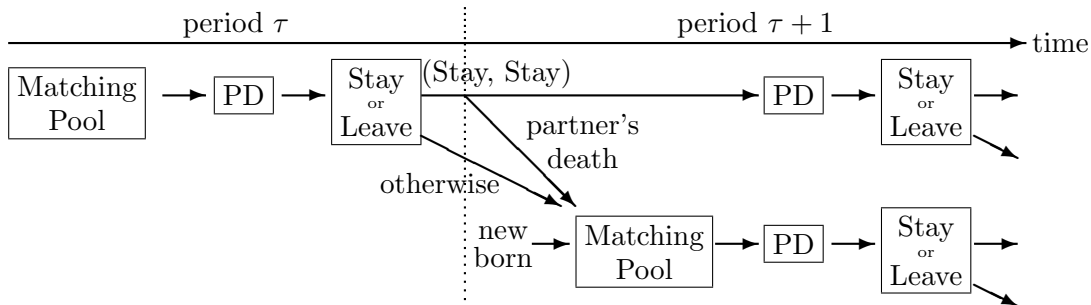 period τ
period τ + 1
time
Matching
Pool
PD
Stay
or
Leave
(Stay, Stay)
PD
Stay
or
Leave
partner's
death
otherwise
new
born
Matching
Pool
PD
Stay
or
Leave